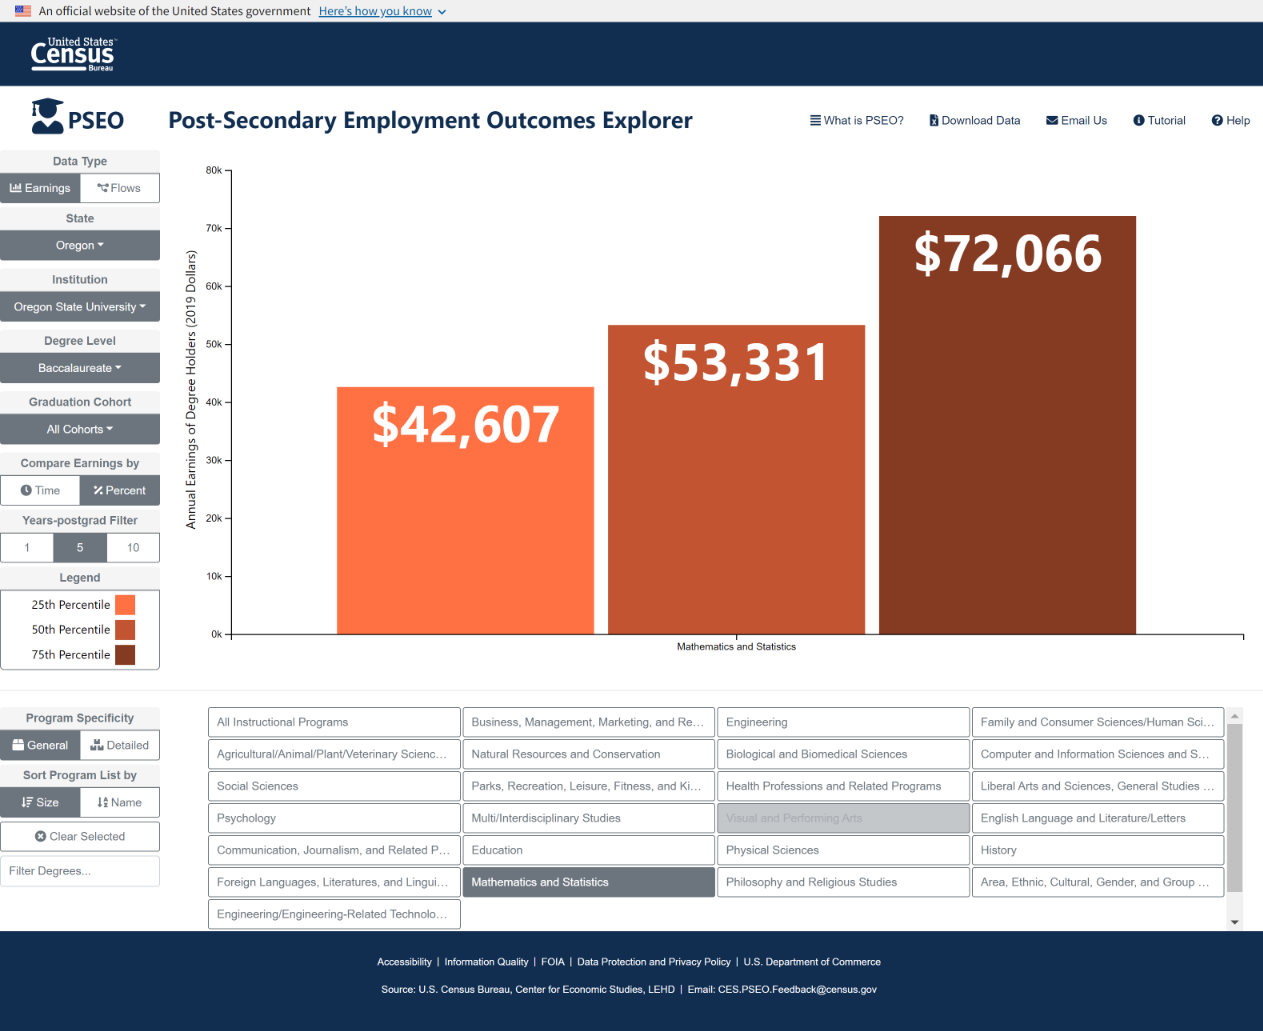 An official website of the United States government Here's how you know
United States™
Census
Bureau
PSEO
Post-Secondary Employment Outcomes Explorer
What is PSEO?
Download Data
Email Us
Tutorial
Help
Data Type
Earnings
Flows
State
Oregon
Institution
Oregon State University
Degree Level
Baccalaureate
Graduation Cohort
All Cohorts
Compare Earnings by
Time
Percent
Years-postgrad Filter
1
5
10
Legend
25th Percentile
50th Percentile
75th Percentile
Annual Earnings of Degree Holders (2019 Dollars)
80k
70k
60k
50k
40k
30k
20k
10k
0k
$42,607
$53,331
$72,066
Mathematics and Statistics
Program Specificity
General
Detailed
Sort Program List by
Size
Name
Clear Selected
Filter Degrees...
All Instructional Programs
Business, Management, Marketing, and Re...
Engineering
Family and Consumer Sciences/Human Sci...
Agricultural/Animal/Plant/Veterinary Scienc...
Natural Resources and Conservation
Biological and Biomedical Sciences
Computer and Information Sciences and S...
Social Sciences
Parks, Recreation, Leisure, Fitness, and Ki...
Health Professions and Related Programs
Liberal Arts and Sciences, General Studies ...
Psychology
Multi/Interdisciplinary Studies
Visual and Performing Arts
English Language and Literature/Letters
Communication, Journalism, and Related P...
Education
Physical Sciences
History
Foreign Languages, Literatures, and Lingui...
Mathematics and Statistics
Philosophy and Religious Studies
Area, Ethnic, Cultural, Gender, and Group ...
Engineering/Engineering-Related Technolo...
Accessibility | Information Quality | FOIA | Data Protection and Privacy Policy | U.S. Department of Commerce
Source: U.S. Census Bureau, Center for Economic Studies, LEHD | Email: CES.PSEO.Feedback@census.gov